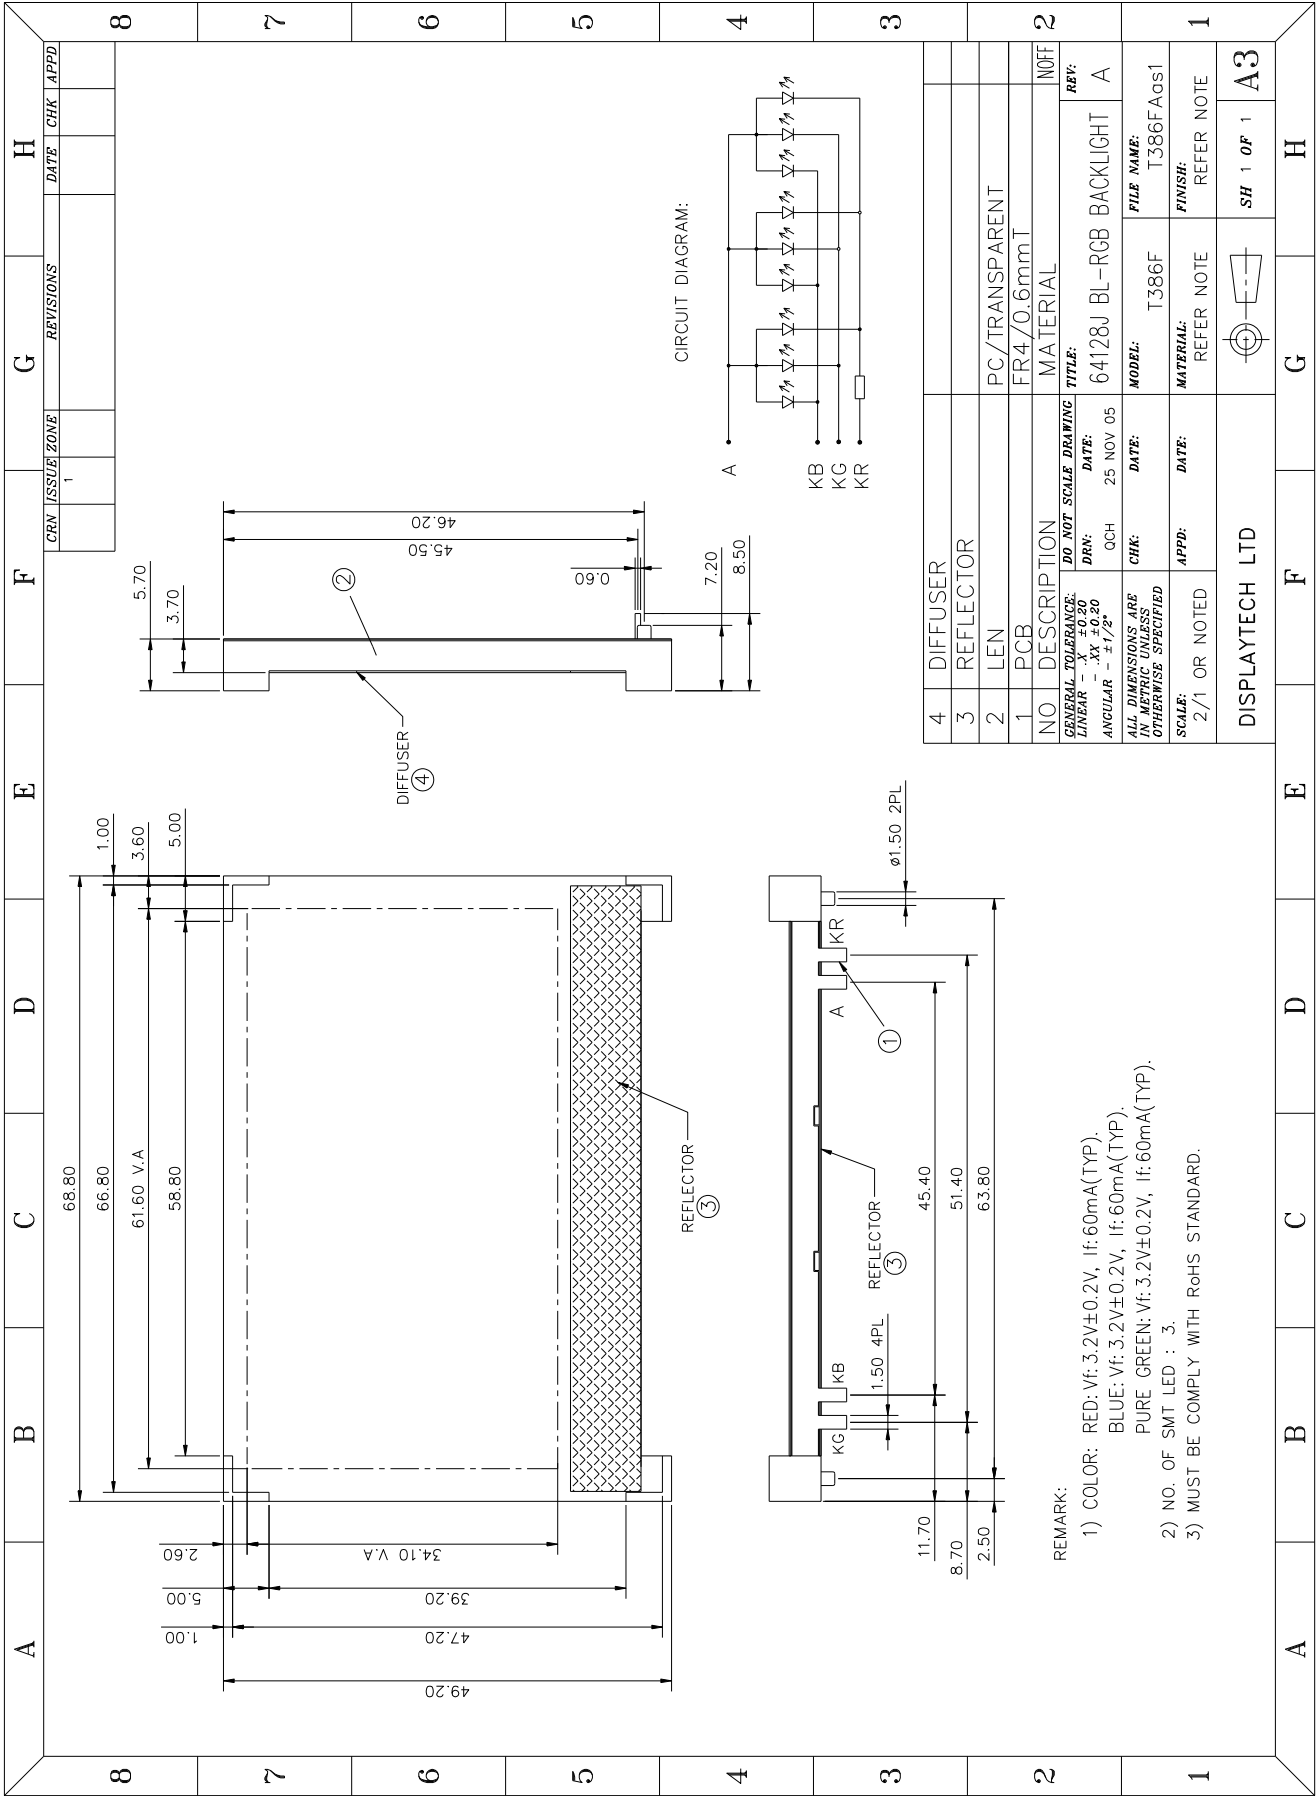 A B C D E F G H
8
7
6
5
4
3
2
1
CRN ISSUE ZONE REVISIONS DATE CHK APPD
1
68.80
66.80
61.60 V.A
58.80
1.00
3.60
5.00
49.20
47.20
39.20
34.10 V.A
1.00
5.00
2.60
REFLECTOR
3
5.70
3.70
2
DIFFUSER
4
46.20
45.50
0.60
7.20
8.50
CIRCUIT DIAGRAM:
A
KB
KG
KR
KG
KB
A
KR
1.50 4PL
REFLECTOR
3
1
ø1.50 2PL
11.70
45.40
8.70
51.40
2.50
63.80
REMARK:
1) COLOR: RED: Vf: 3.2V±0.2V, If: 60mA(TYP).
BLUE: Vf: 3.2V±0.2V, If: 60mA(TYP).
PURE GREEN: Vf: 3.2V±0.2V, If: 60mA(TYP).
2) NO. OF SMT LED : 3.
3) MUST BE COMPLY WITH RoHS STANDARD.
4 DIFFUSER
3 REFLECTOR
2 LEN PC/TRANSPARENT
1 PCB FR4/0.6mmT
NO DESCRIPTION MATERIAL NOFF
GENERAL TOLERANCE:
LINEAR - .X ±0.20
- .XX ±0.20
ANGULAR - ±1/2°
DO NOT SCALE DRAWING
DRN: DATE:
QCH 25 NOV 05
TITLE:
64128J BL-RGB BACKLIGHT
REV:
A
ALL DIMENSIONS ARE
IN METRIC UNLESS
OTHERWISE SPECIFIED
CHK: DATE:
MODEL:
T386F
FILE NAME:
T386FAas1
SCALE:
2/1 OR NOTED
APPD: DATE:
MATERIAL:
REFER NOTE
FINISH:
REFER NOTE
DISPLAYTECH LTD
SH 1 OF 1
A3
8
7
6
5
4
3
2
1
A B C D E F G H